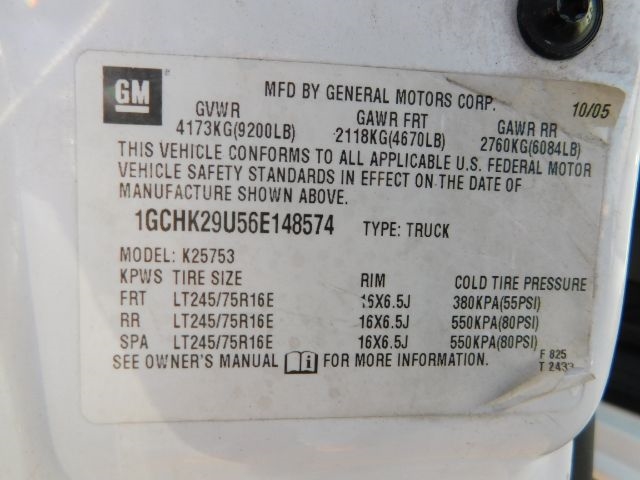 GM
MFD BY GENERAL MOTORS CORP. 10/05
GVWR GAWR FRT GAWR RR
4173KG(9200LB) 2118KG(4670LB) 2760KG(6084LB)
THIS VEHICLE CONFORMS TO ALL APPLICABLE U.S. FEDERAL MOTOR
VEHICLE SAFETY STANDARDS IN EFFECT ON THE DATE OF
MANUFACTURE SHOWN ABOVE.
1GCHK29U56E148574 TYPE: TRUCK
MODEL: K25753
KPWS TIRE SIZE RIM COLD TIRE PRESSURE
FRT LT245/75R16E 16X6.5J 380KPA(55PSI)
RR LT245/75R16E 16X6.5J 550KPA(80PSI)
SPA LT245/75R16E 16X6.5J 550KPA(80PSI)
SEE OWNER'S MANUAL FOR MORE INFORMATION.
F 825
T